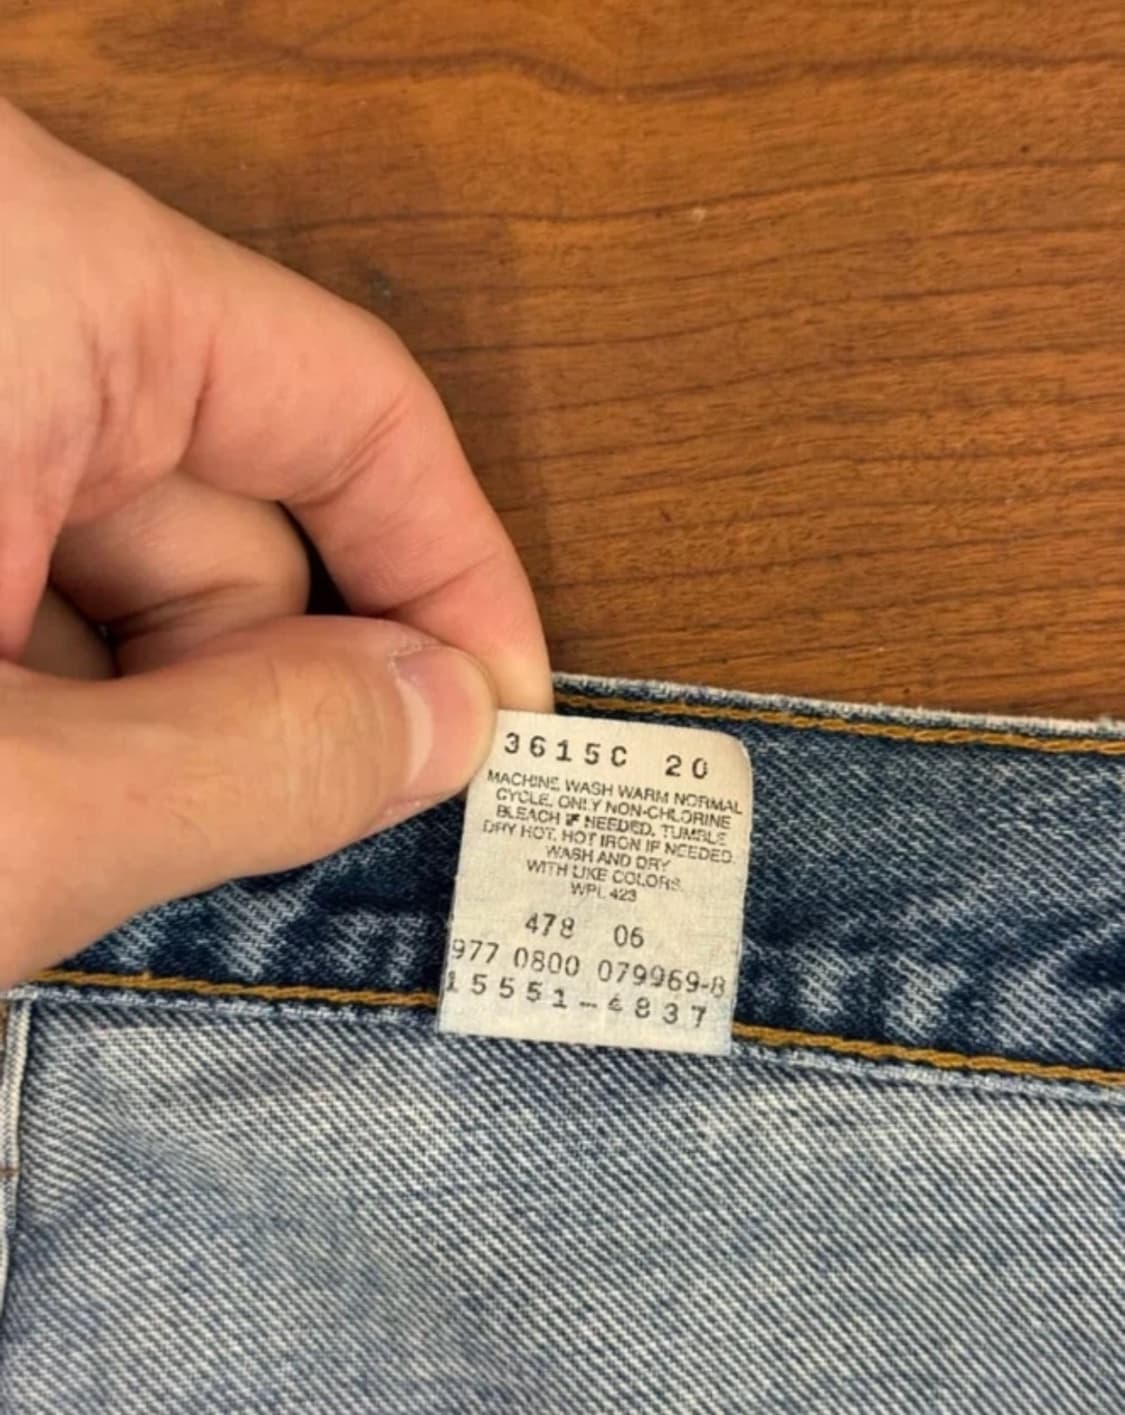 3615C 20
MACHINE WASH WARM NORMAL
CYCLE. ONLY NON-CHLORINE
BLEACH IF NEEDED. TUMBLE
DRY HOT. HOT IRON IF NEEDED.
WASH AND DRY
WITH LIKE COLORS.
WPL 423
478 06
977 0800 079969-8
15551-4837